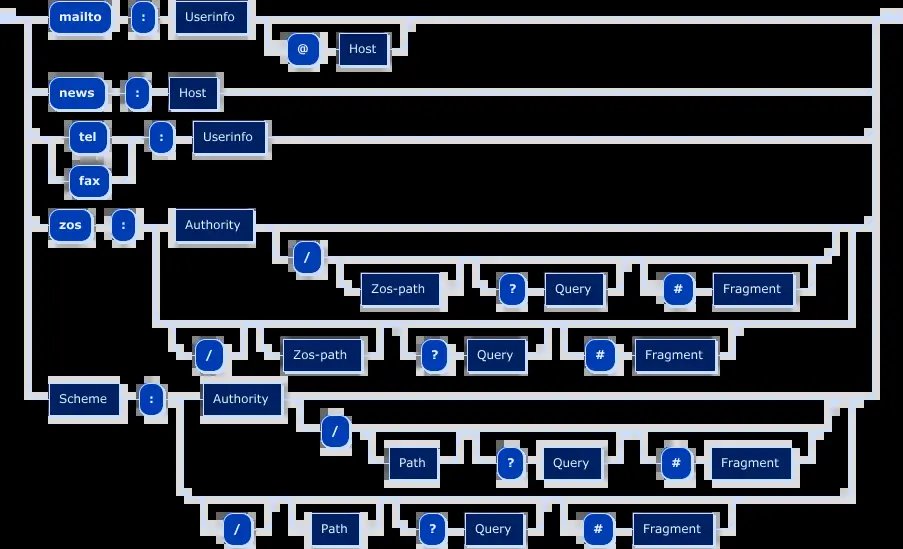 mailto : Userinfo
@ Host
news : Host
tel : Userinfo
fax
zos : Authority
/
Zos-path ? Query # Fragment
/ Zos-path ? Query # Fragment
Scheme : Authority
/
Path ? Query # Fragment
/ Path ? Query # Fragment